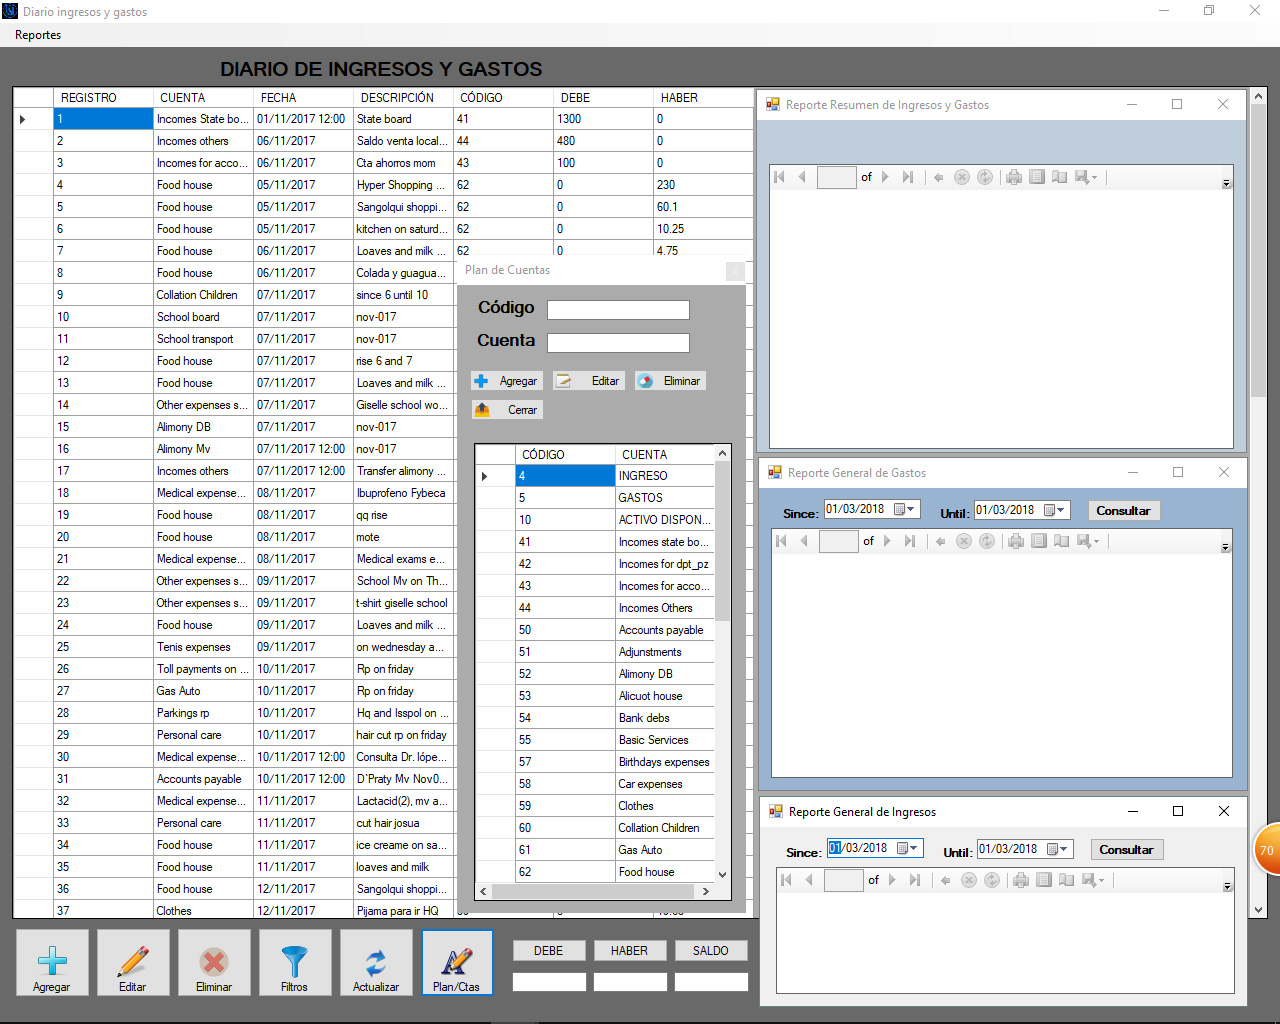 Diario ingresos y gastos
Reportes
DIARIO DE INGRESOS Y GASTOS
REGISTRO CUENTA FECHA DESCRIPCIÓN CÓDIGO DEBE HABER
1 Incomes State bo... 01/11/2017 12:00 State board 41 1300 0
2 Incomes others 06/11/2017 Saldo venta local... 44 480 0
3 Incomes for acco... 06/11/2017 Cta ahorros mom 43 100 0
4 Food house 05/11/2017 Hyper Shopping ... 62 0 230
5 Food house 05/11/2017 Sangolqui shoppi... 62 0 60.1
6 Food house 05/11/2017 kitchen on saturd... 62 0 10.25
7 Food house 06/11/2017 Loaves and milk ... 62 0 4.75
8 Food house 06/11/2017 Colada y guagua...
9 Collation Children 07/11/2017 since 6 until 10
10 School board 07/11/2017 nov-017
11 School transport 07/11/2017 nov-017
12 Food house 07/11/2017 rise 6 and 7
13 Food house 07/11/2017 Loaves and milk ...
14 Other expenses s... 07/11/2017 Giselle school wo...
15 Alimony DB 07/11/2017 nov-017
16 Alimony Mv 07/11/2017 12:00 nov-017
17 Incomes others 07/11/2017 12:00 Transfer alimony ...
18 Medical expense... 08/11/2017 Ibuprofeno Fybeca
19 Food house 08/11/2017 qq rise
20 Food house 08/11/2017 mote
21 Medical expense... 08/11/2017 Medical exams e...
22 Other expenses s... 09/11/2017 School Mv on Th...
23 Other expenses s... 09/11/2017 t-shirt giselle school
24 Food house 09/11/2017 Loaves and milk ...
25 Tenis expenses 09/11/2017 on wednesday a...
26 Toll payments on ... 10/11/2017 Rp on friday
27 Gas Auto 10/11/2017 Rp on friday
28 Parkings rp 10/11/2017 Hq and Isspol on ...
29 Personal care 10/11/2017 hair cut rp on friday
30 Medical expense... 10/11/2017 12:00 Consulta Dr. lópe...
31 Accounts payable 10/11/2017 12:00 D`Praty Mv Nov0...
32 Medical expense... 11/11/2017 Lactacid(2), mv a...
33 Personal care 11/11/2017 cut hair josua
34 Food house 11/11/2017 ice creame on sa...
35 Food house 11/11/2017 loaves and milk
36 Food house 12/11/2017 Sangolqui shoppi...
37 Clothes 12/11/2017 Pijama para ir HQ
Plan de Cuentas
Código
Cuenta
Agregar Editar Eliminar
Cerrar
CÓDIGO CUENTA
4 INGRESO
5 GASTOS
10 ACTIVO DISPON...
41 Incomes state bo...
42 Incomes for dpt_pz
43 Incomes for acco...
44 Incomes Others
50 Accounts payable
51 Adjunstments
52 Alimony DB
53 Alicuot house
54 Bank debs
55 Basic Services
57 Birthdays expenses
58 Car expenses
59 Clothes
60 Collation Children
61 Gas Auto
62 Food house
Reporte Resumen de Ingresos y Gastos
of
Reporte General de Gastos
Since: 01/03/2018 Until: 01/03/2018 Consultar
of
Reporte General de Ingresos
Since: 01/03/2018 Until: 01/03/2018 Consultar
of
70
Agregar Editar Eliminar Filtros Actualizar Plan/Ctas
DEBE HABER SALDO